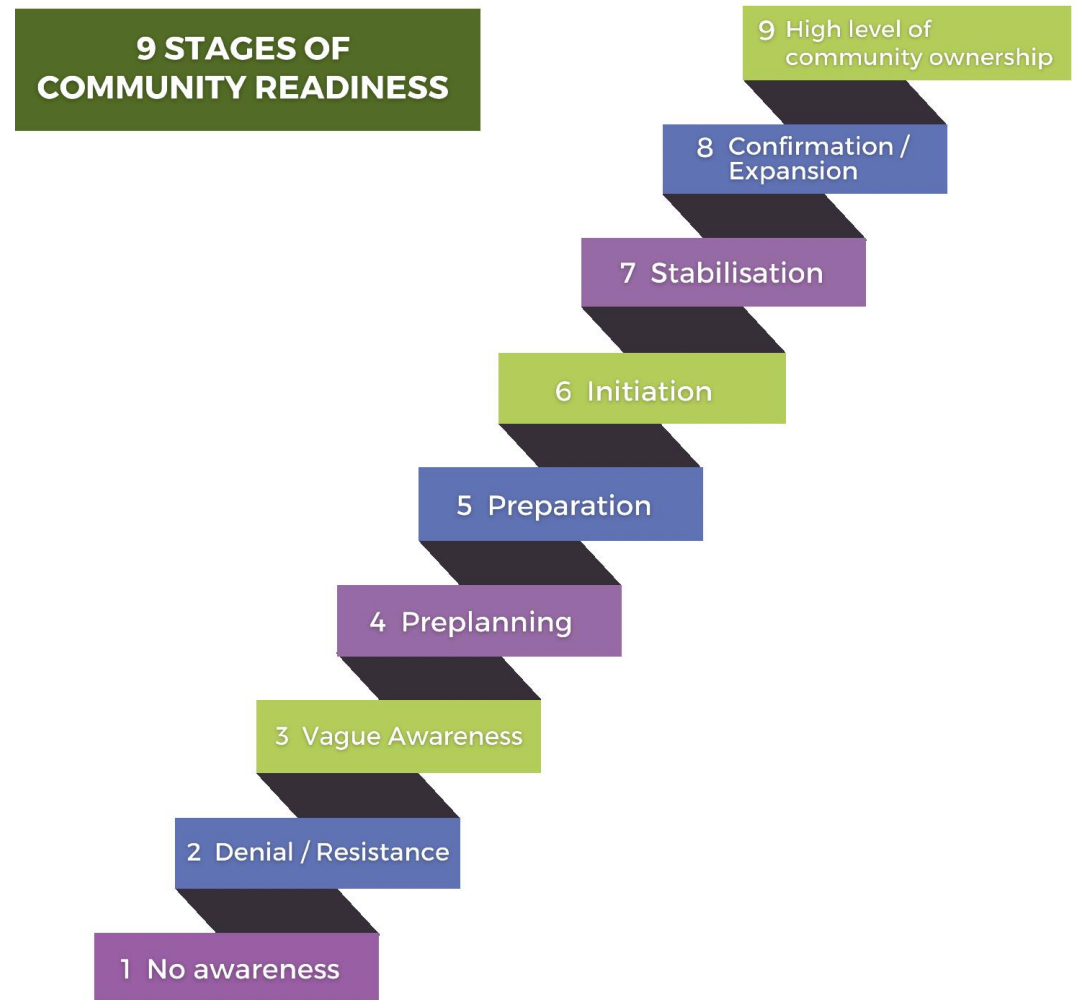 9 STAGES OF
COMMUNITY READINESS
9 High level of
community ownership
8 Confirmation /
Expansion
7 Stabilisation
6 Initiation
5 Preparation
4 Preplanning
3 Vague Awareness
2 Denial / Resistance
1 No awareness